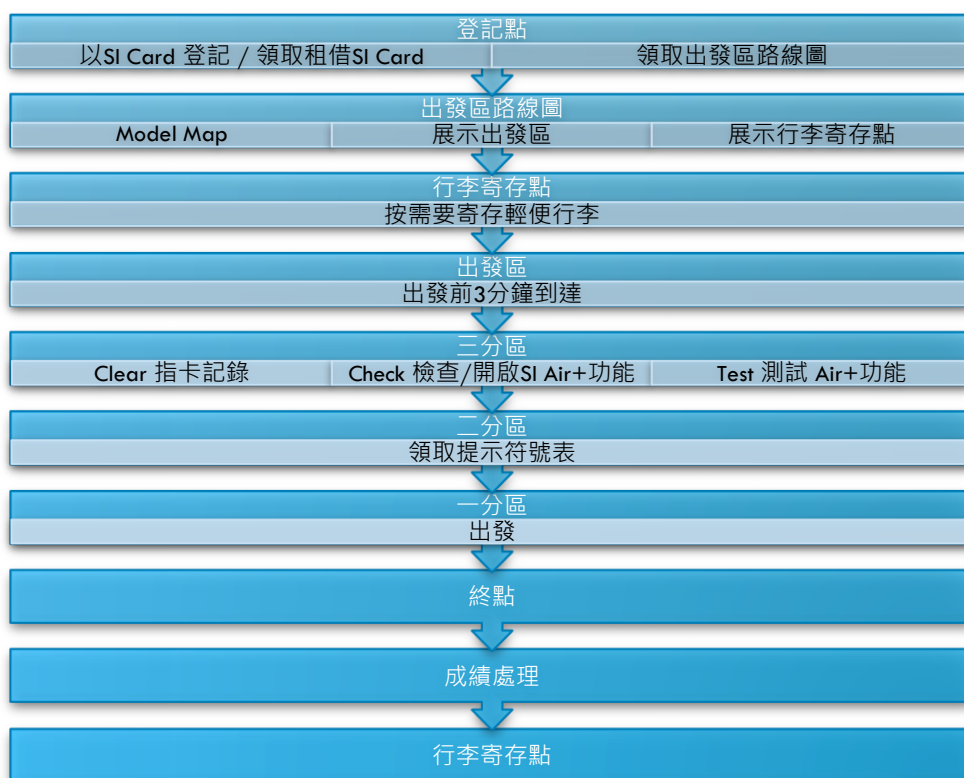 登記點
以SI Card 登記 / 領取租借SI Card
領取出發區路線圖
出發區路線圖
Model Map
展示出發區
展示行李寄存點
行李寄存點
按需要寄存輕便行李
出發區
出發前3分鐘到達
三分區
Clear 指卡記錄
Check 檢查/開啟SI Air+功能
Test 測試 Air+功能
二分區
領取提示符號表
一分區
出發
終點
成績處理
行李寄存點